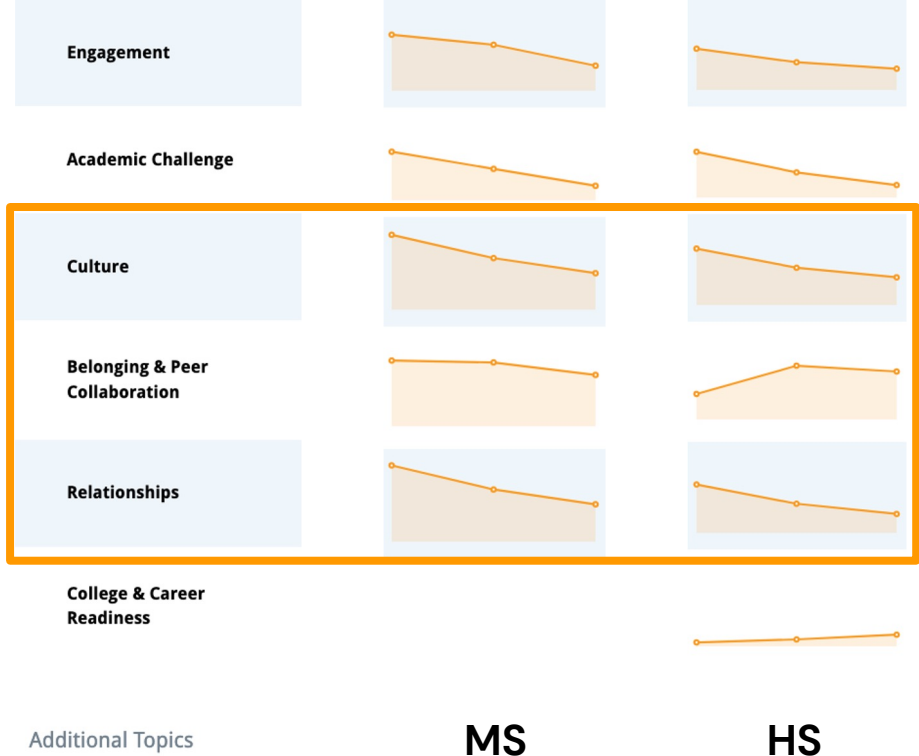 Engagement
Academic Challenge
Culture
Belonging & Peer
Collaboration
Relationships
College & Career
Readiness
Additional Topics
MS
HS